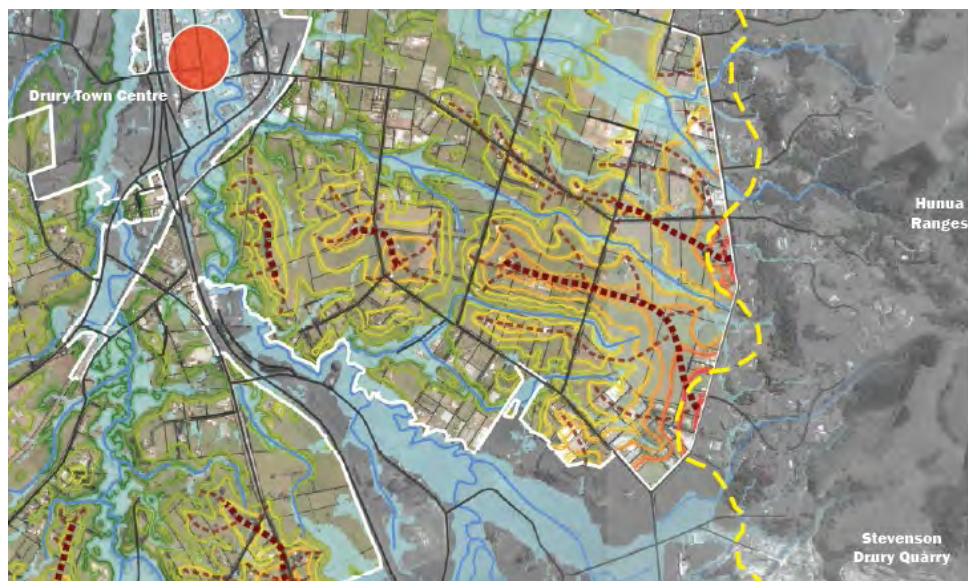 Drury Town Centre
Hunua
Ranges
Stevenson
Drury Quarry